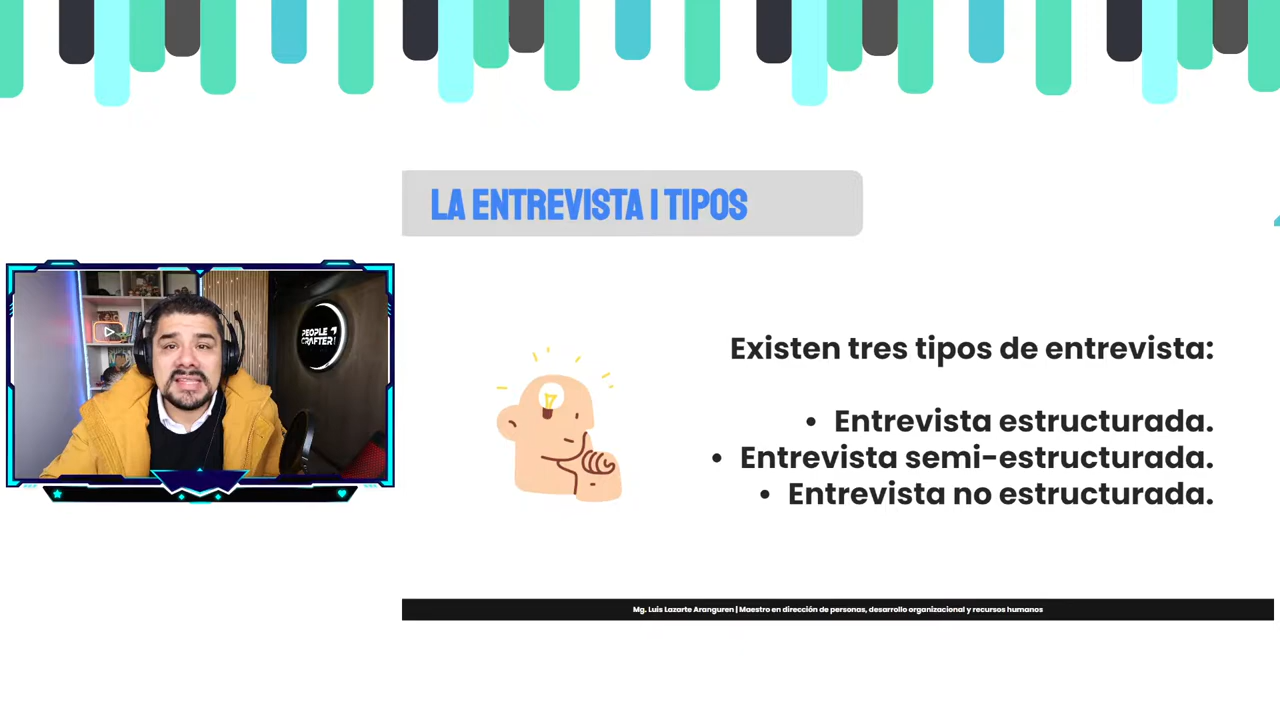 LA ENTREVISTA | TIPOS
PEOPLE
CRAFTER!
Existen tres tipos de entrevista:
• Entrevista estructurada.
• Entrevista semi-estructurada.
• Entrevista no estructurada.
Mg. Luis Lazarte Aranguren | Maestro en dirección de personas, desarrollo organizacional y recursos humanos